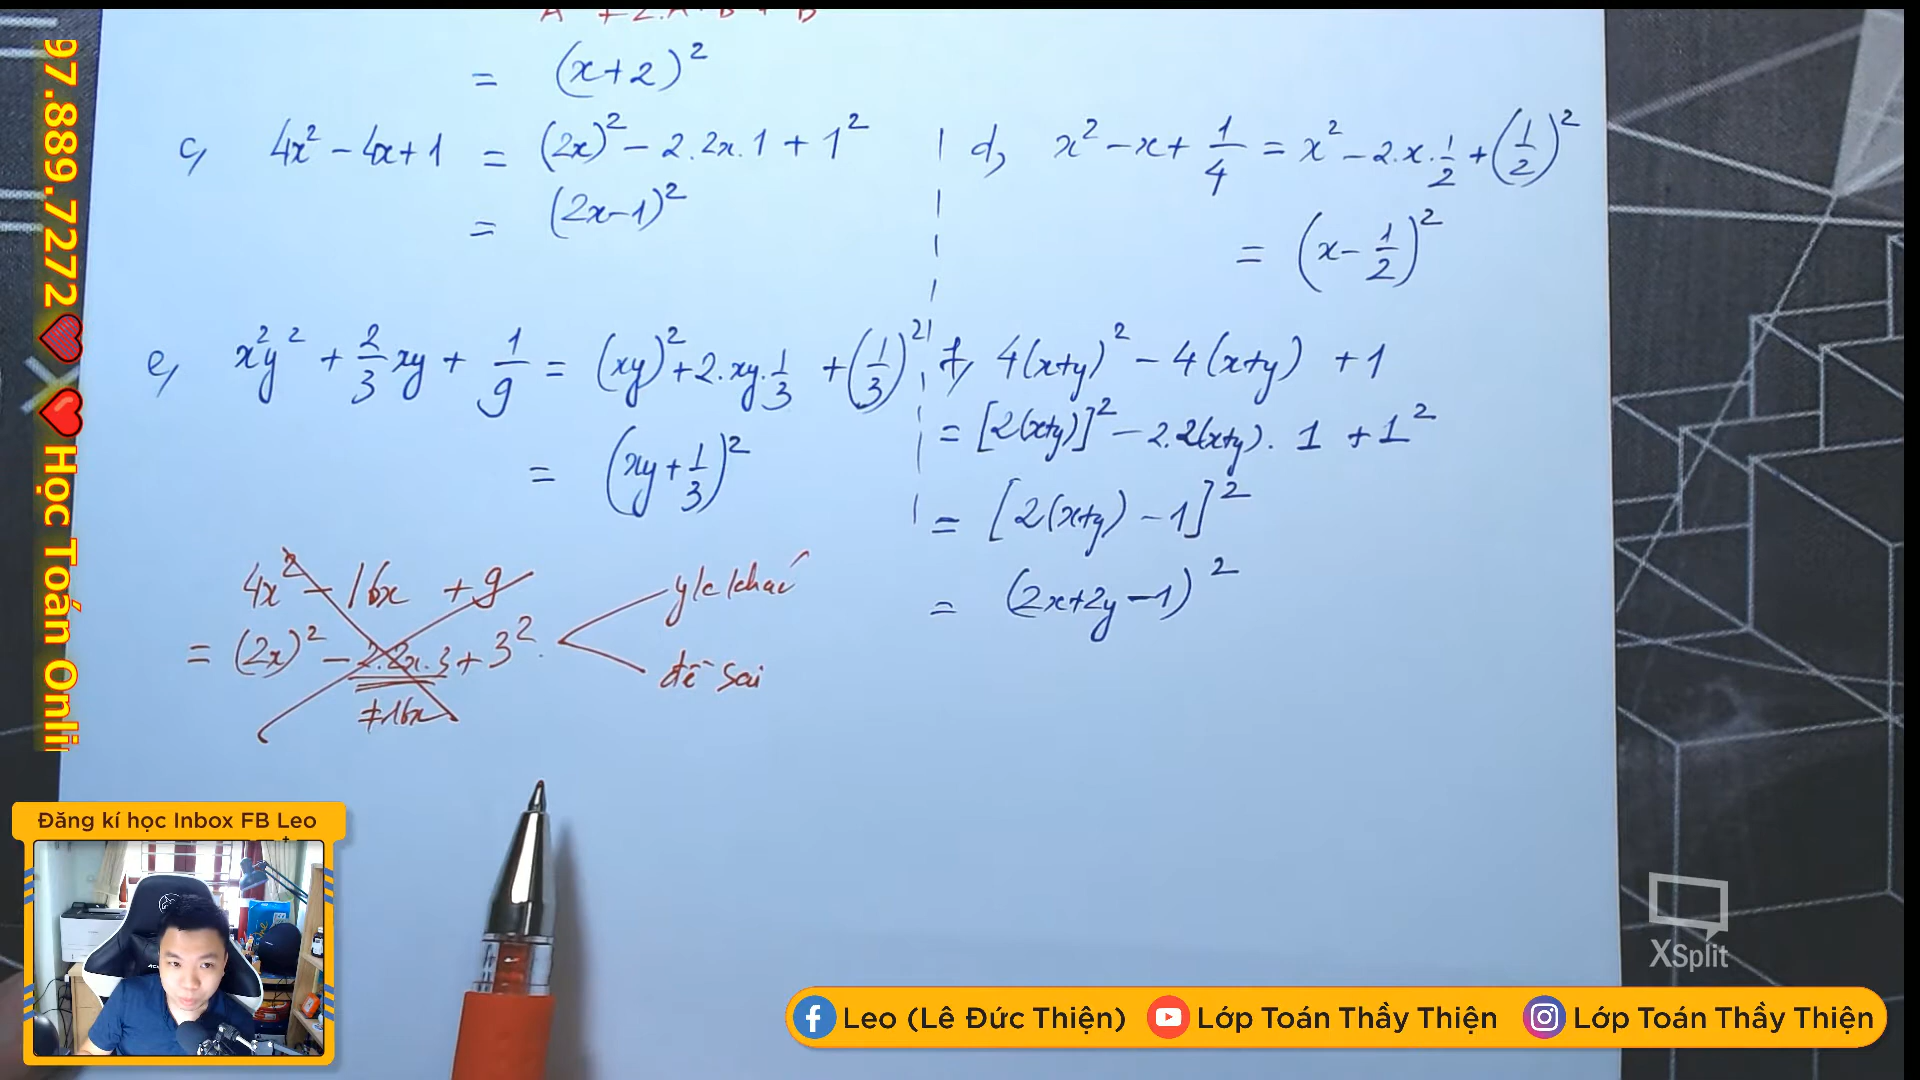 = (x+2)²
c, 4x² - 4x + 1 = (2x)² - 2.2x.1 + 1²
= (2x-1)²
d, x² - x + 1/4 = x² - 2.x.1/2 + (1/2)²
= (x - 1/2)²
e, x²y² + 2/3 xy + 1/9 = (xy)² + 2.xy.1/3 + (1/3)²
= (xy + 1/3)²
f, 4(x+y)² - 4(x+y) + 1
= [2(x+y)]² - 2.2(x+y). 1 + 1²
= [2(x+y) - 1]²
= (2x+2y-1)²
4x² - 16x + 9
= (2x)² - 2.2x.3 + 3².
≠16x
y/c khác
đề sai
97.889.7272 ❤️ ❤️ Học Toán Onli
Đăng kí học Inbox FB Leo
XSplit
Leo (Lê Đức Thiện) Lớp Toán Thầy Thiện Lớp Toán Thầy Thiện